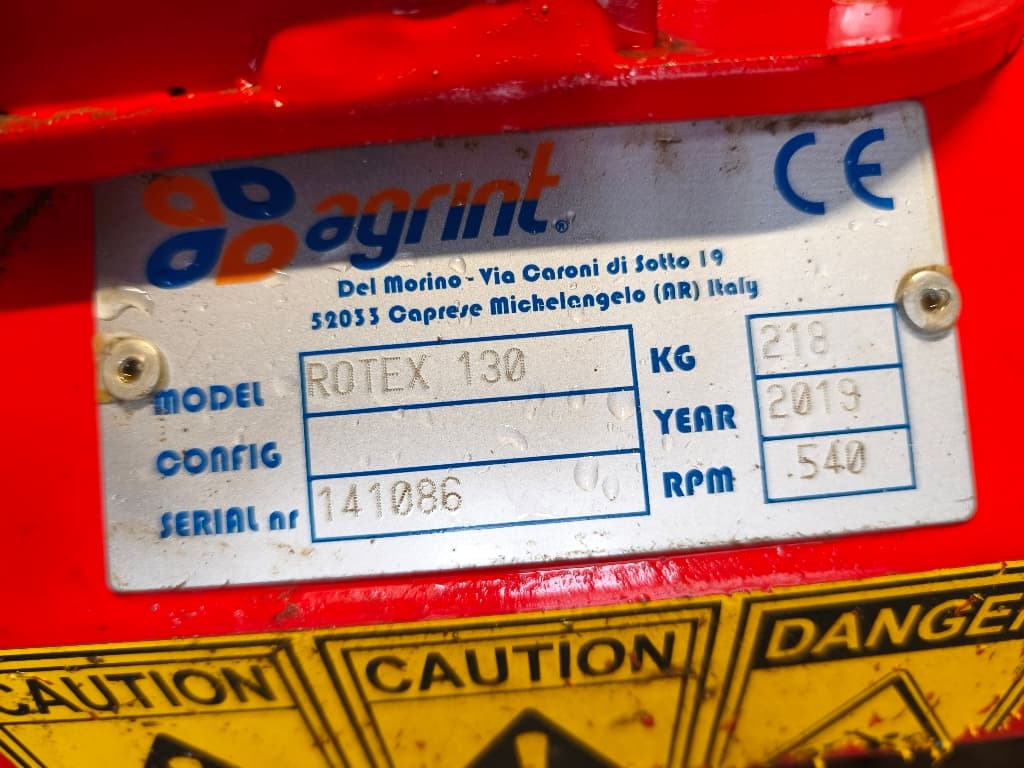 agrint®
CE
Del Morino - Via Caroni di Sotto 19
52033 Caprese Michelangelo (AR) Italy
MODEL ROTEX 130 KG 218
CONFIG YEAR 2019
SERIAL nr 141086 RPM 540
CAUTION CAUTION DANGER